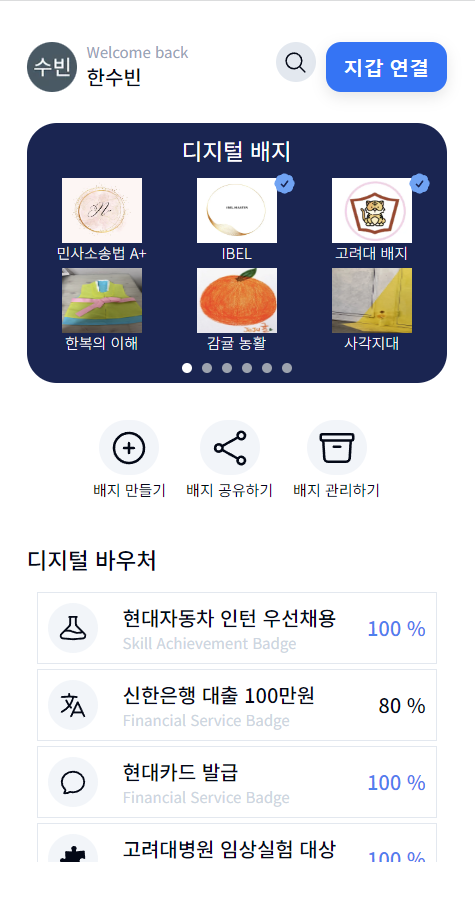 수빈
Welcome back
한수빈
지갑 연결
디지털 배지
민사소송법 A+
IBEL
고려대 배지
한복의 이해
감귤 농활
사각지대
배지 만들기
배지 공유하기
배지 관리하기
디지털 바우처
현대자동차 인턴 우선채용
Skill Achievement Badge
100 %
신한은행 대출 100만원
Financial Service Badge
80 %
현대카드 발급
Financial Service Badge
100 %
고려대병원 임상실험 대상
100 %